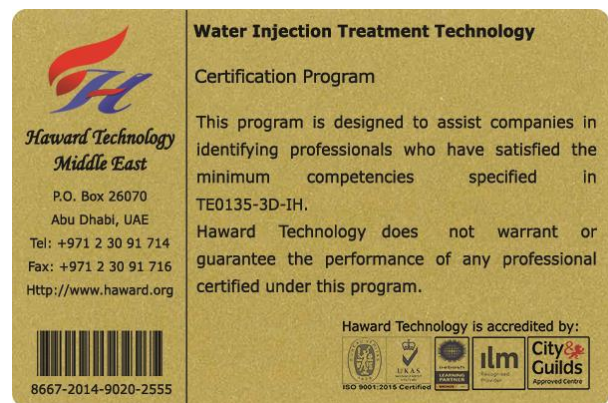 Haward Technology
Middle East
P.O. Box 26070
Abu Dhabi, UAE
Tel: +971 2 30 91 714
Fax: +971 2 30 91 716
Http://www.haward.org
8667-2014-9020-2555
Water Injection Treatment Technology
Certification Program
This program is designed to assist companies in
identifying professionals who have satisfied the
minimum competencies specified in
TE0135-3D-IH.
Haward Technology does not warrant or
guarantee the performance of any professional
certified under this program.
Haward Technology is accredited by:
UKAS
ISO 9001:2015 Certified
LEARNING
PARTNER
ilm
Recognised
Provider
City&
Guilds
Approved Centre